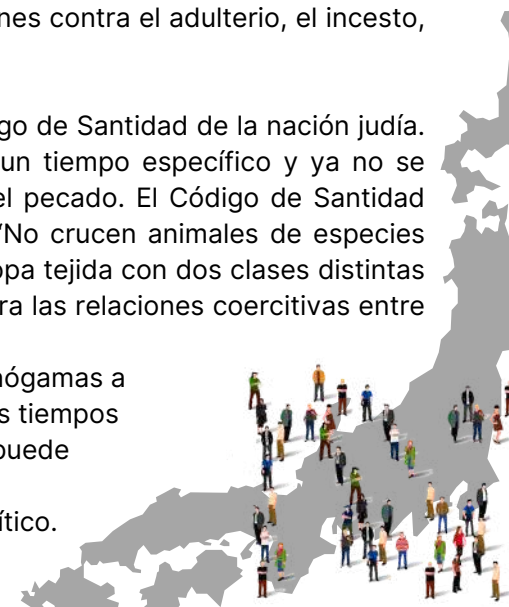 nes contra el adulterio, el incesto,
go de Santidad de la nación judía.
un tiempo específico y ya no se
el pecado. El Código de Santidad
"No crucen animales de especies
opa tejida con dos clases distintas
ra las relaciones coercitivas entre
nógamas a
s tiempos
puede
ítico.